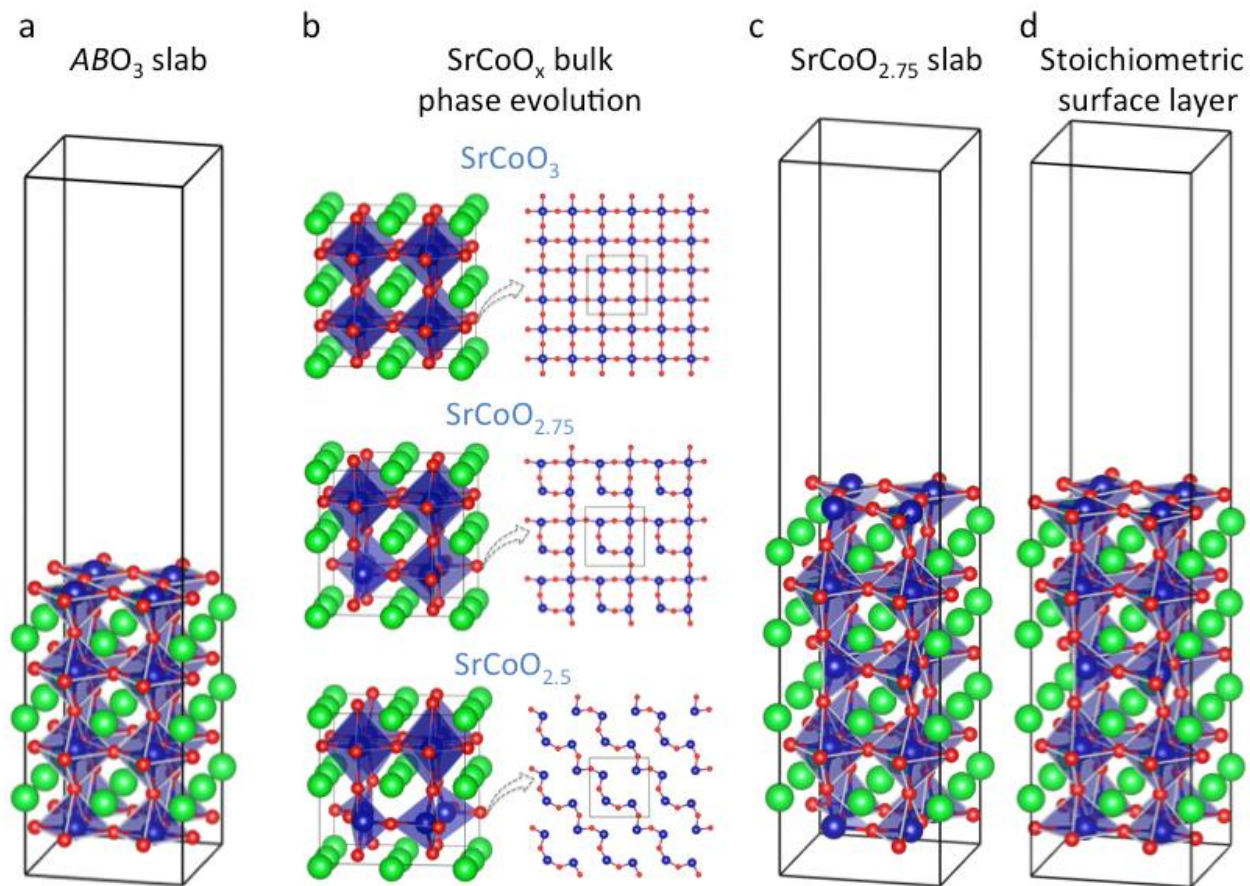 a
ABO₃ slab
b
SrCoOₓ bulk
phase evolution
SrCoO₃
SrCoO₂.₇₅
SrCoO₂.₅
c
SrCoO₂.₇₅ slab
d
Stoichiometric
surface layer